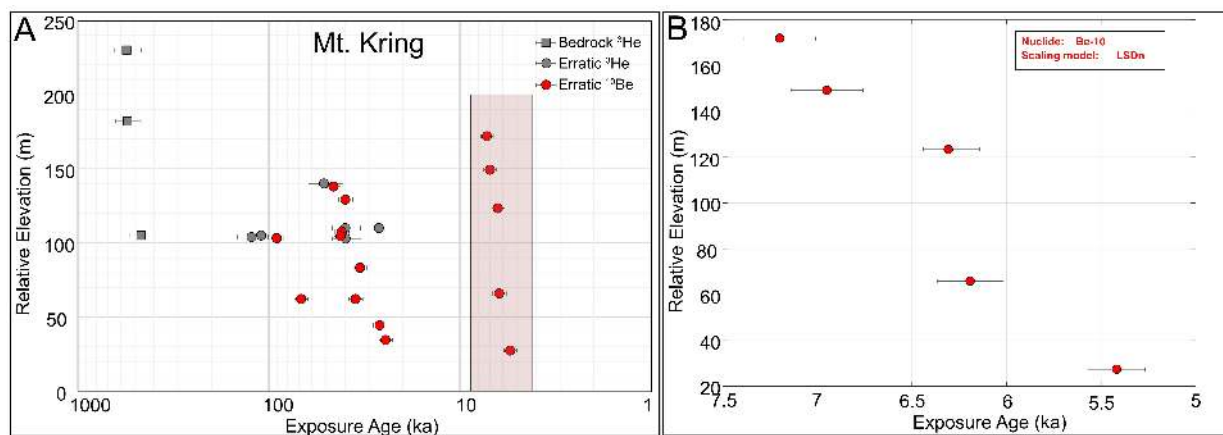 A
Mt. Kring
Bedrock ³He
Erratic ³He
Erratic ¹⁰Be
Relative Elevation (m)
250
200
150
100
50
0
1000
100
10
1
Exposure Age (ka)
B
Nuclide: Be-10
Scaling model: LSDn
Relative Elevation (m)
180
160
140
120
100
80
60
40
20
7.5
7
6.5
6
5.5
5
Exposure Age (ka)